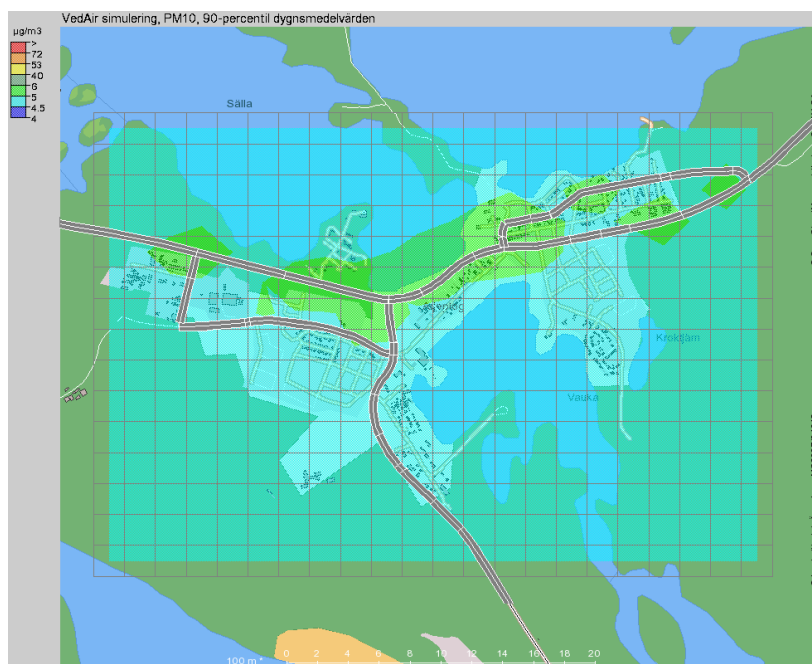 VedAir simulering, PM10, 90-percentil dygnsmedelvärden
µg/m3
>
72
53
40
6
5
4.5
4
Sälla
Kroktjärn
Vauka
100 m *
0 2 4 6 8 10 12 14 16 18 20